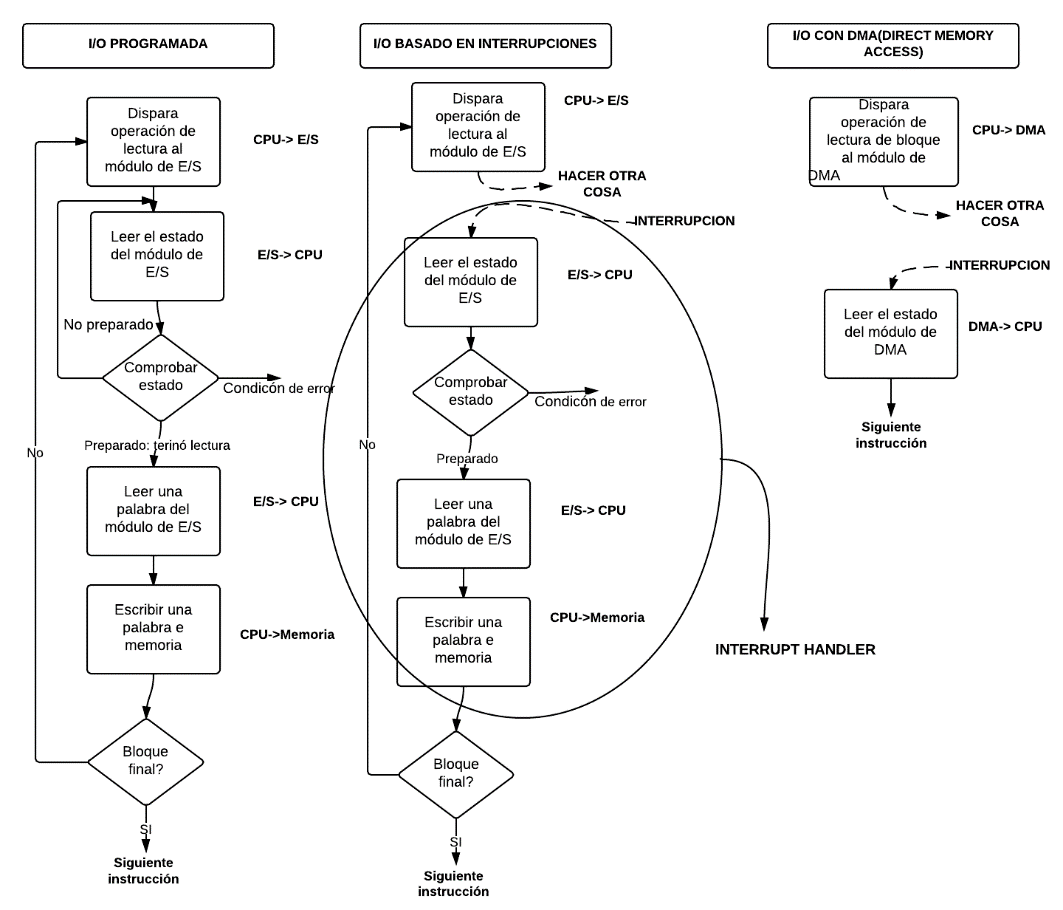 I/O PROGRAMADA
Dispara
operación de
lectura al
módulo de E/S
CPU-> E/S
Leer el estado
del módulo de
E/S
E/S-> CPU
No preparado
Comprobar
estado
Condicón de error
Preparado: terinó lectura
No
Leer una
palabra del
módulo de E/S
E/S-> CPU
Escribir una
palabra e
memoria
CPU->Memoria
Bloque
final?
SI
Siguiente
instrucción
I/O BASADO EN INTERRUPCIONES
Dispara
operación de
lectura al
módulo de E/S
CPU-> E/S
HACER OTRA
COSA
INTERRUPCION
Leer el estado
del módulo de
E/S
E/S-> CPU
Comprobar
estado
Condicón de error
No
Preparado
Leer una
palabra del
módulo de E/S
E/S-> CPU
Escribir una
palabra e
memoria
CPU->Memoria
INTERRUPT HANDLER
Bloque
final?
SI
Siguiente
instrucción
I/O CON DMA(DIRECT MEMORY
ACCESS)
Dispara
operación de
lectura de bloque
al módulo de
DMA
CPU-> DMA
HACER OTRA
COSA
INTERRUPCION
Leer el estado
del módulo de
DMA
DMA-> CPU
Siguiente
instrucción